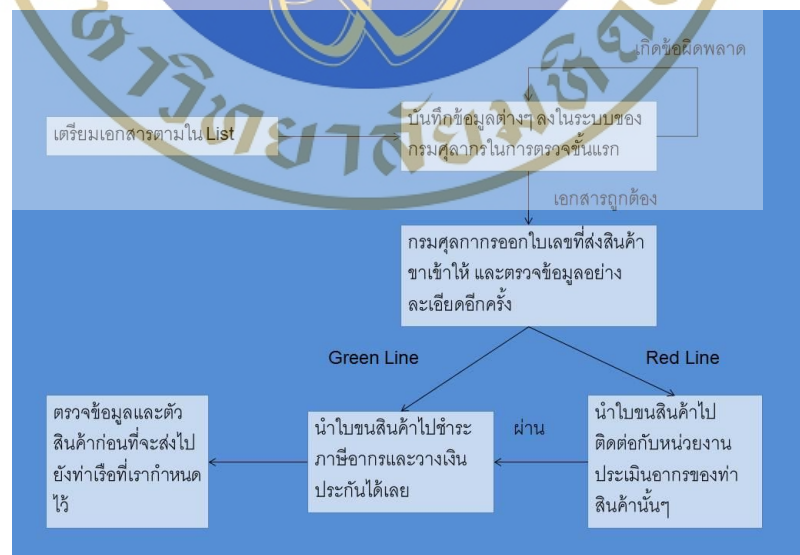 หาวิทยาลัยมหิดล
เกิดข้อผิดพลาด
เตรียมเอกสารตามใน List
บันทึกข้อมูลต่างๆ ลงในระบบของ
กรมศุลากรในการตรวจขั้นแรก
เอกสารถูกต้อง
กรมศุลกากรออกใบเลขที่ส่งสินค้า
ขาเข้าให้ และตรวจข้อมูลอย่าง
ละเอียดอีกครั้ง
Green Line
Red Line
ตรวจข้อมูลและตัว
สินค้าก่อนที่จะส่งไป
ยังท่าเรือที่เรากำหนด
ไว้
นำใบขนสินค้าไปชำระ
ภาษีอากรและวางเงิน
ประกันได้เลย
ผ่าน
นำใบขนสินค้าไป
ติดต่อกับหน่วยงาน
ประเมินอากรของท่า
สินค้านั้นๆ